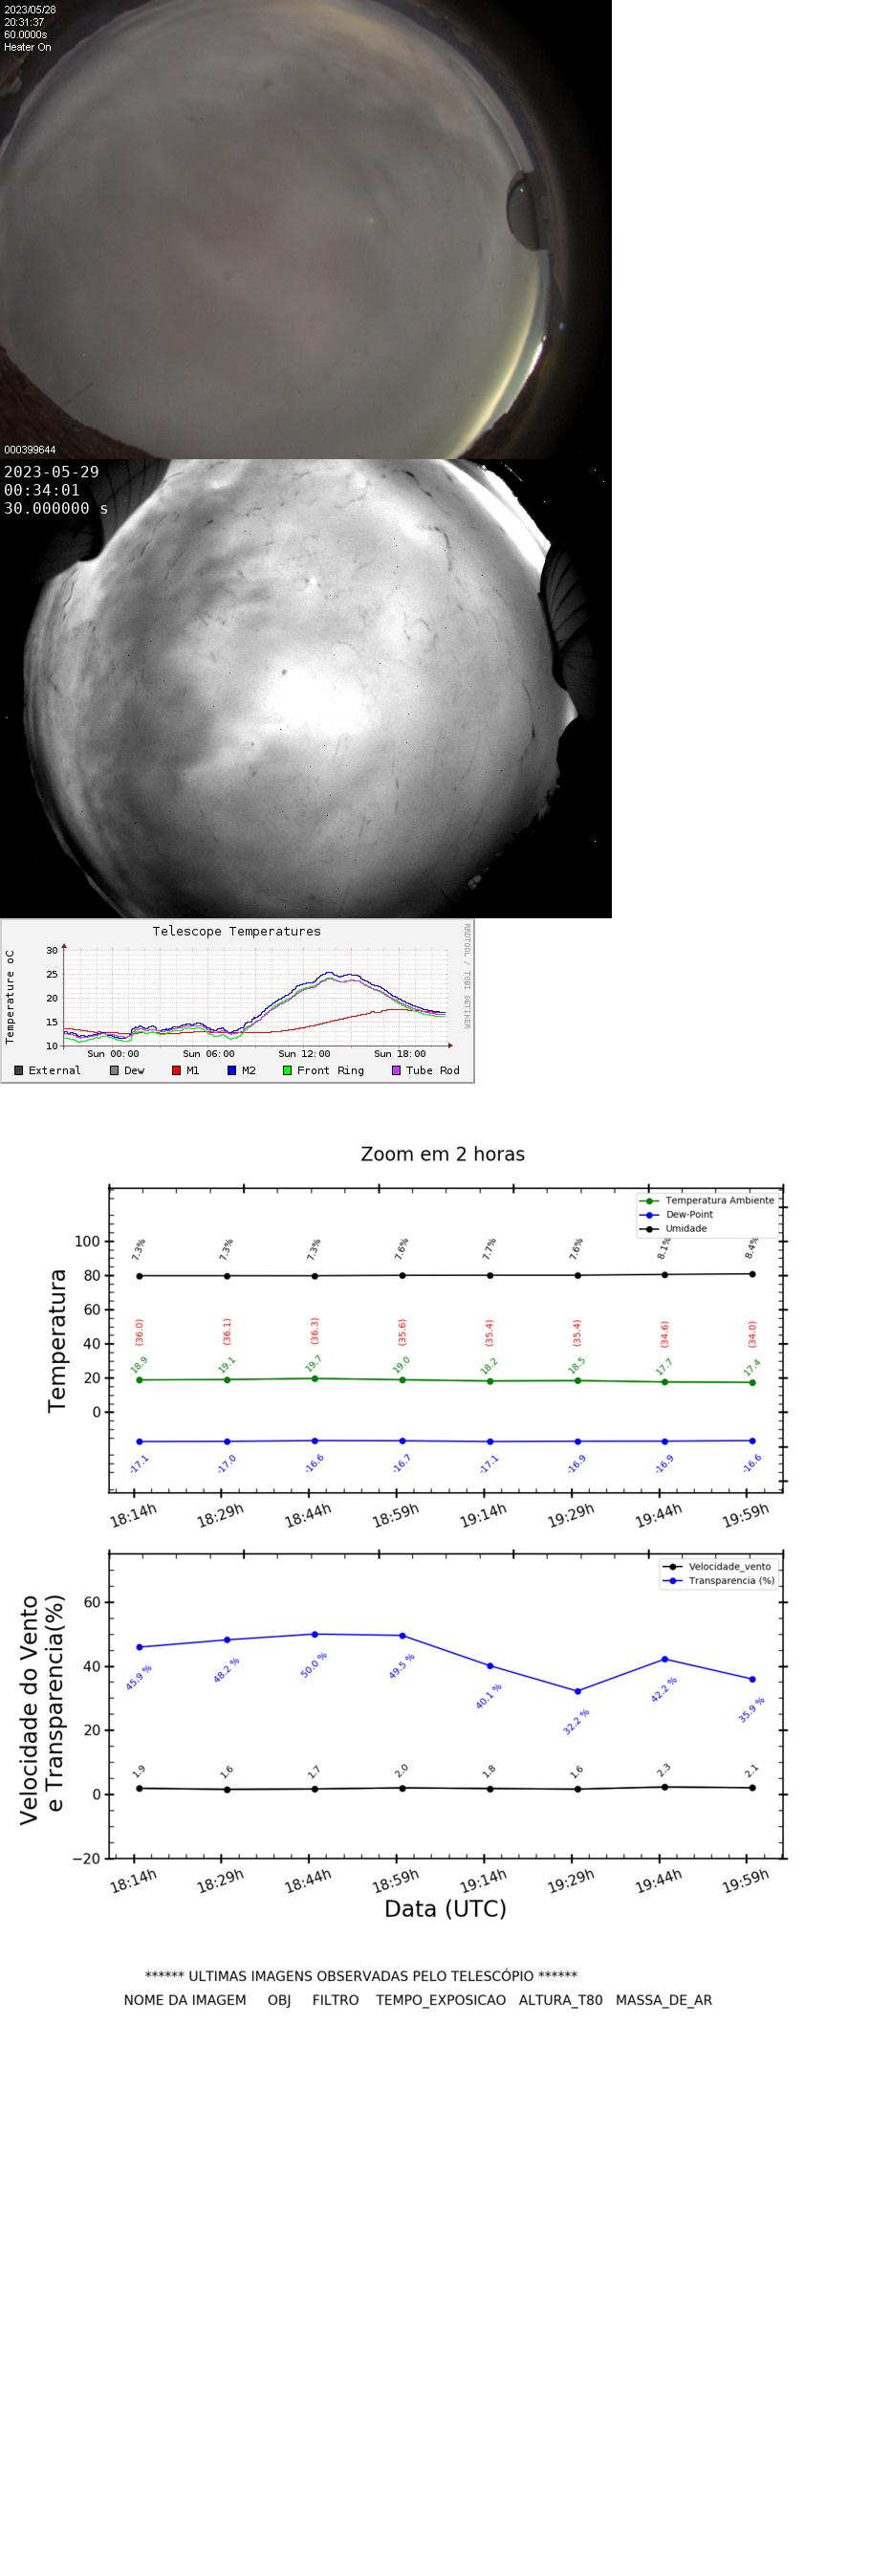 2023/05/28
20:31:37
60.0000s
Heater On
000399644
2023-05-29
00:34:01
30.000000 s
Telescope Temperatures
RRDTOOL / TOBI OETIKER
Temperature oC
30
25
20
15
10
Sun 00:00 Sun 06:00 Sun 12:00 Sun 18:00
External Dew M1 M2 Front Ring Tube Rod
Zoom em 2 horas
Temperatura Ambiente
Dew-Point
Umidade
Temperatura
100
80
60
40
20
0
7.3% 7.3% 7.3% 7.6% 7.7% 7.6% 8.1% 8.4%
(36.0) (36.1) (36.3) (35.6) (35.4) (35.4) (34.6) (34.0)
18.9 19.1 19.7 19.0 18.2 18.5 17.7 17.4
-17.1 -17.0 -16.6 -16.7 -17.1 -16.9 -16.9 -16.6
18:14h 18:29h 18:44h 18:59h 19:14h 19:29h 19:44h 19:59h
Velocidade_vento
Transparencia (%)
Velocidade do Vento
e Transparencia(%)
60
40
20
0
−20
45.9 % 48.2 % 50.0 % 49.5 % 40.1 % 32.2 % 42.2 % 35.9 %
1.9 1.6 1.7 2.0 1.8 1.6 2.3 2.1
18:14h 18:29h 18:44h 18:59h 19:14h 19:29h 19:44h 19:59h
Data (UTC)
****** ULTIMAS IMAGENS OBSERVADAS PELO TELESCÓPIO ******
NOME DA IMAGEM OBJ FILTRO TEMPO_EXPOSICAO ALTURA_T80 MASSA_DE_AR